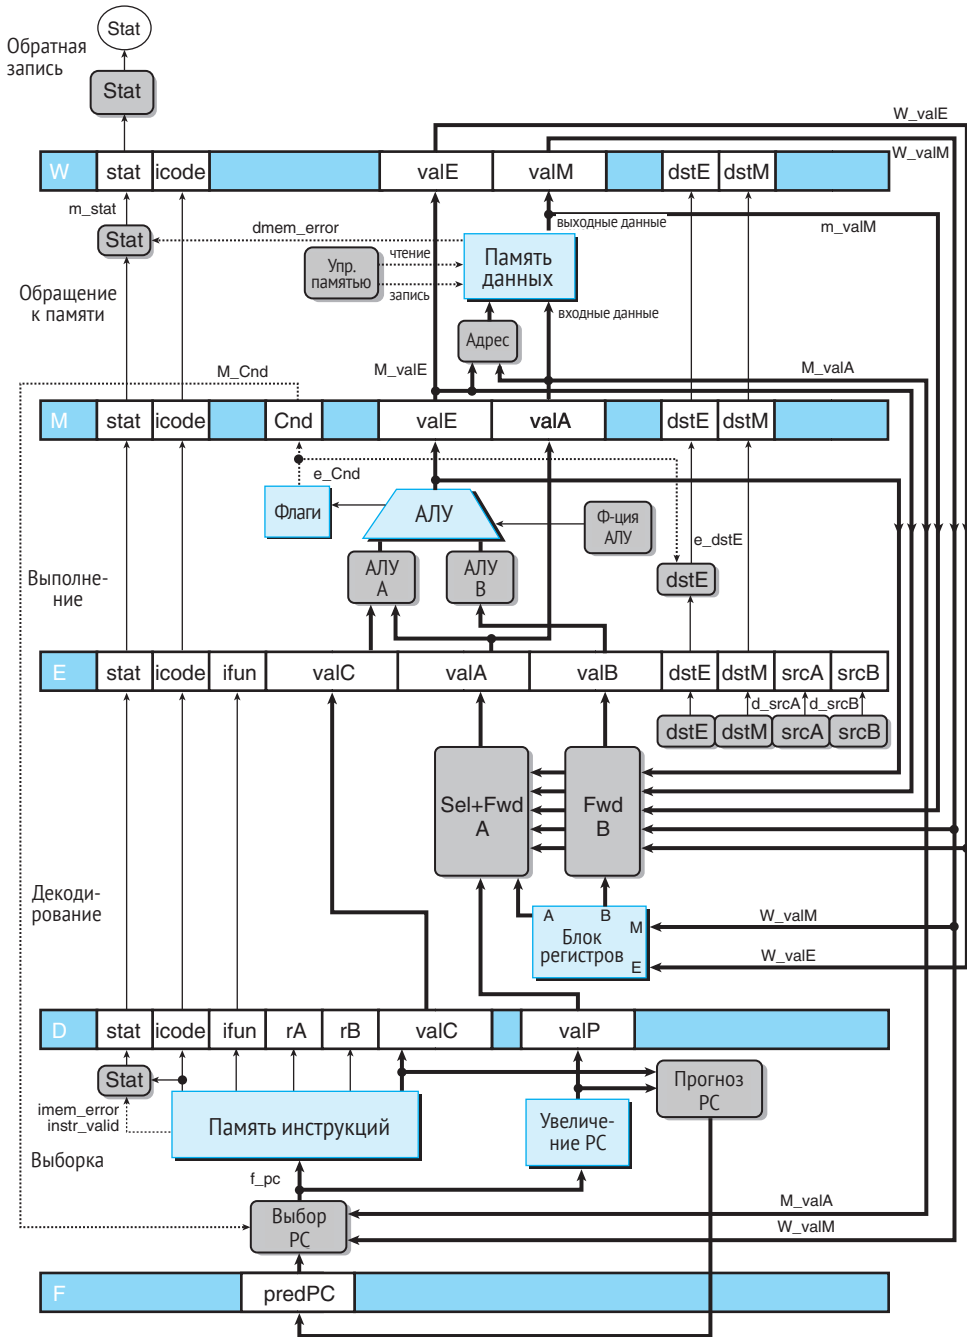 Stat
Обратная
запись
Stat
W_valE
W_valM
W stat icode valE valM dstE dstM
m_stat
выходные данные
m_valM
Stat
dmem_error
чтение
Упр.
памятью
запись
Память
данных
Обращение
к памяти
входные данные
Адрес
M_Cnd
M_valE
M_valA
M stat icode Cnd valE valA dstE dstM
e_Cnd
Флаги
АЛУ
Ф-ция
АЛУ
e_dstE
АЛУ
A
АЛУ
B
dstE
Выполне-
ние
E stat icode ifun valC valA valB dstE dstM srcA srcB
d_srcA d_srcB
dstE dstM srcA srcB
Sel+Fwd
A
Fwd
B
Декоди-
рование
A B
M
E
Блок
регистров
W_valM
W_valE
D stat icode ifun rA rB valC valP
Stat
Прогноз
PC
imem_error
instr_valid
Память инструкций
Увеличе-
ние PC
Выборка
f_pc
M_valA
Выбор
PC
W_valM
F predPC